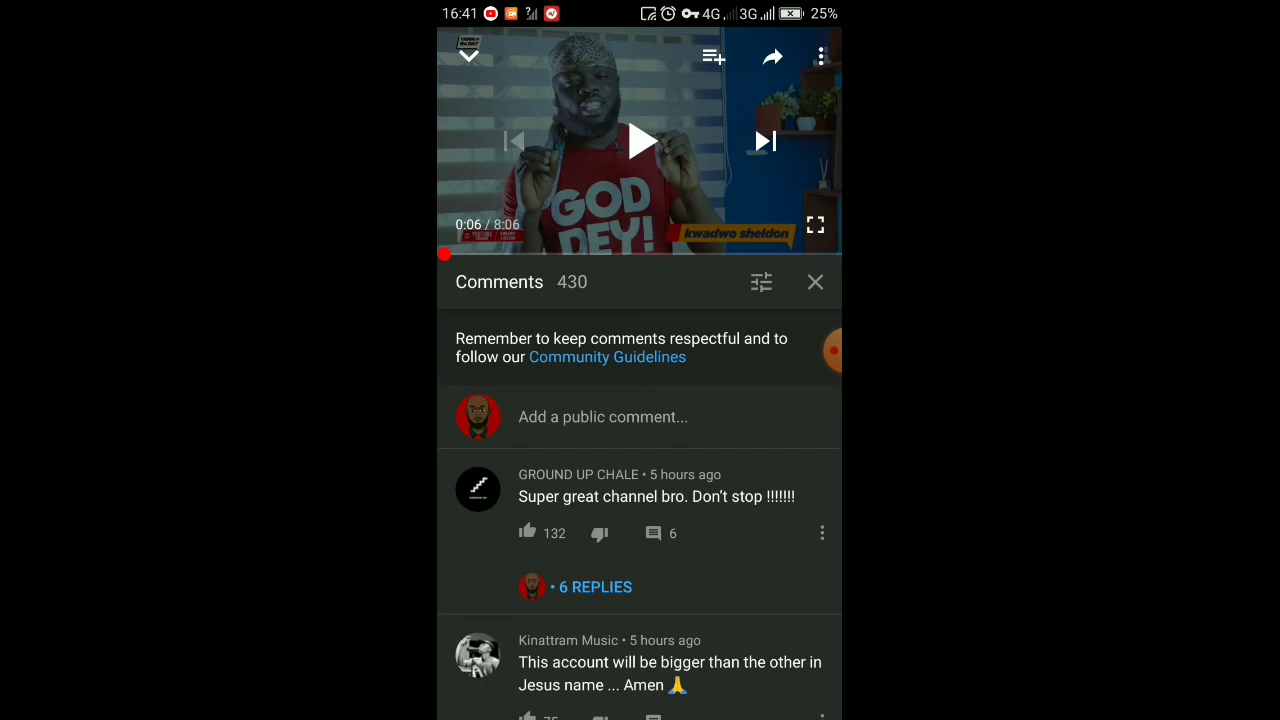 16:41 4G 3G 25%
GOD
DEY!
0:06 / 8:06
kwadwo sheldon
Comments 430
Remember to keep comments respectful and to
follow our Community Guidelines
Add a public comment...
GROUND UP CHALE • 5 hours ago
Super great channel bro. Don't stop !!!!!!!
132 6
• 6 REPLIES
Kinattram Music • 5 hours ago
This account will be bigger than the other in
Jesus name ... Amen 🙏